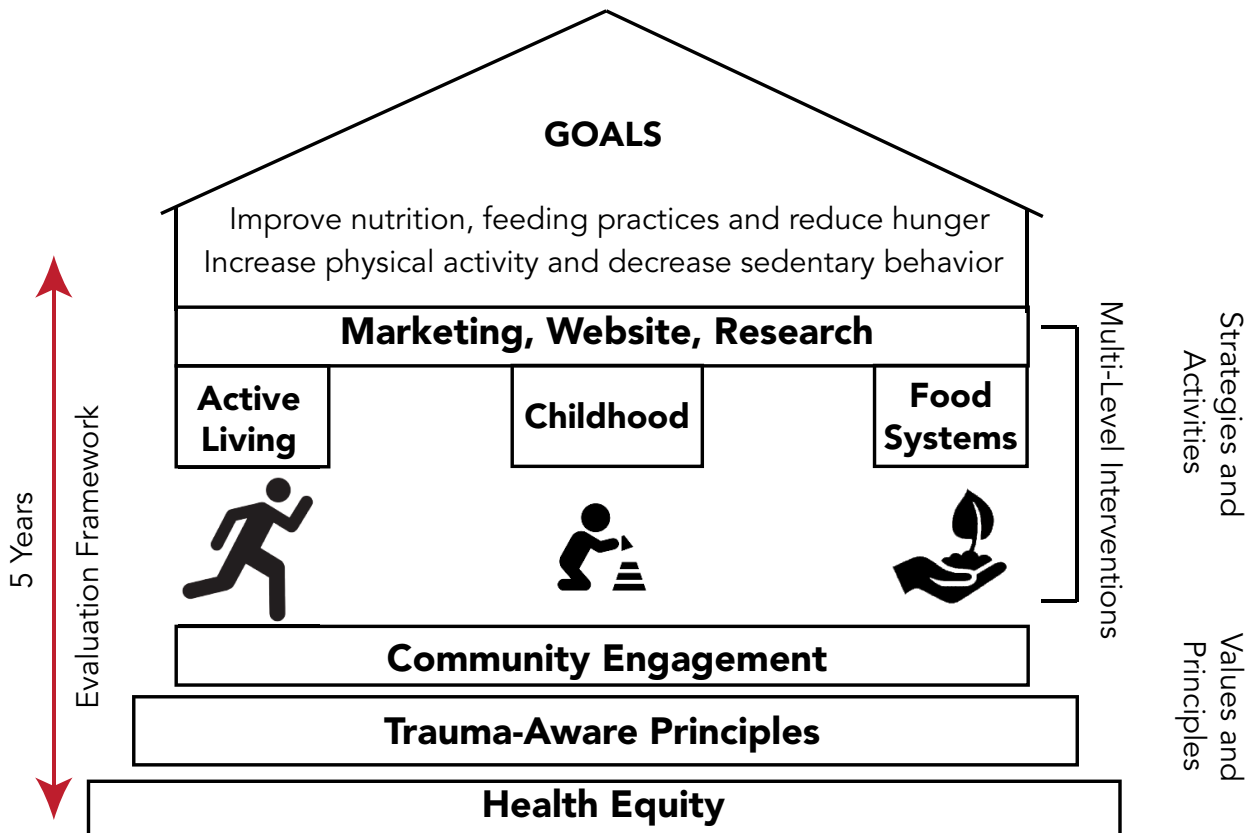 GOALS
Improve nutrition, feeding practices and reduce hunger
Increase physical activity and decrease sedentary behavior
Marketing, Website, Research
Active
Living
Childhood
Food
Systems
Community Engagement
Trauma-Aware Principles
Health Equity
5 Years
Evaluation Framework
Multi-Level Interventions
Strategies and
Activities
Values and
Principles